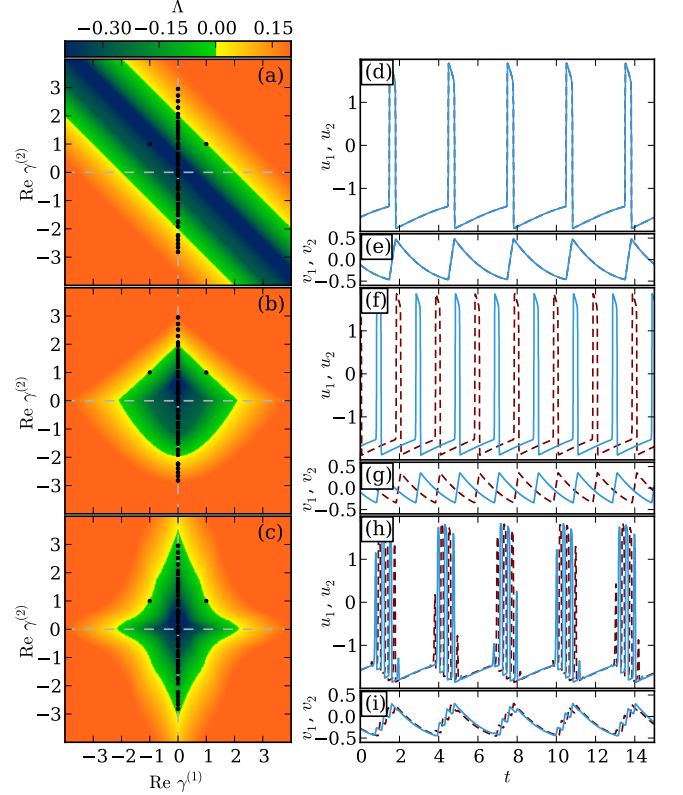 Λ
−0.30 −0.15 0.00 0.15
(a)
3
2
1
0
−1
−2
−3
Re γ(2)
(b)
3
2
1
0
−1
−2
−3
Re γ(2)
(c)
3
2
1
0
−1
−2
−3
Re γ(2)
−3 −2 −1 0 1 2 3
Re γ(1)
(d)
1
0
−1
u1, u2
(e)
0.5
0.0
−0.5
v1, v2
(f)
1
0
−1
u1, u2
(g)
0.5
0.0
−0.5
v1, v2
(h)
1
0
−1
u1, u2
(i)
0.5
0.0
−0.5
v1, v2
0 2 4 6 8 10 12 14
t